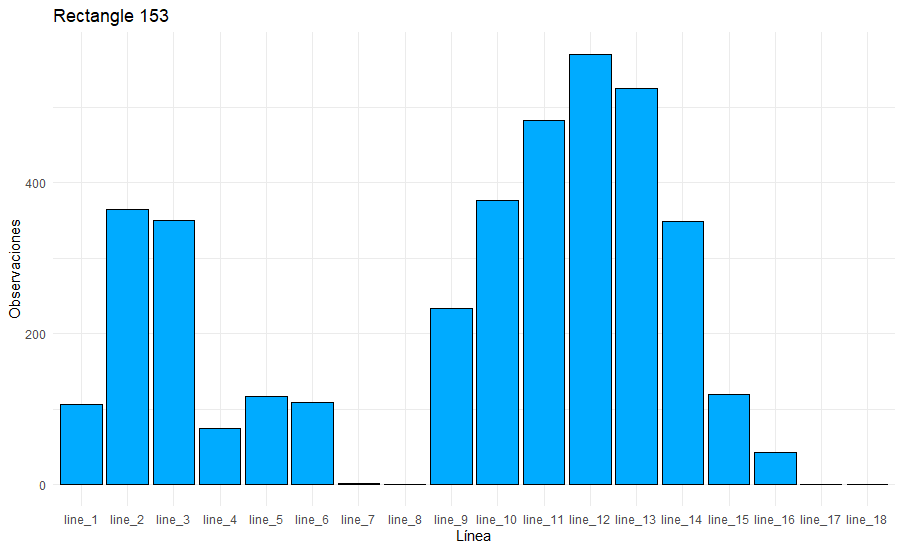 Rectangle 153
Observaciones
400
200
0
line_1 line_2 line_3 line_4 line_5 line_6 line_7 line_8 line_9 line_10 line_11 line_12 line_13 line_14 line_15 line_16 line_17 line_18
Línea